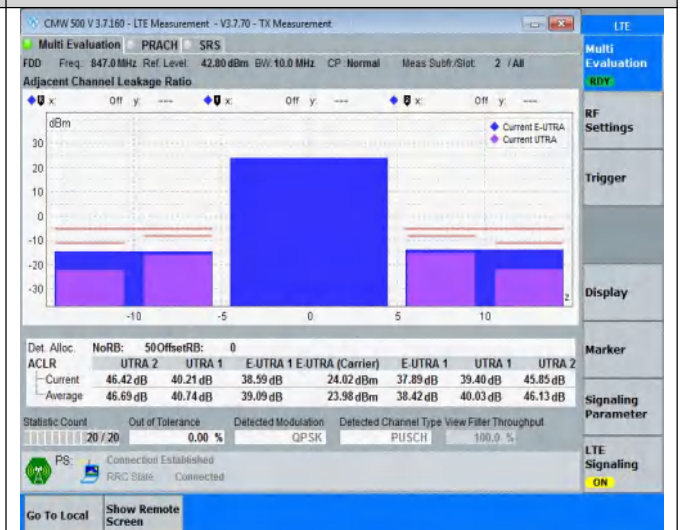 CMW 500 V 3.7.160 - LTE Measurement - V3.7.70 - TX Measurement
LTE
Multi Evaluation PRACH SRS
Multi Evaluation
RDY
FDD Freq.: 847.0 MHz Ref. Level: 42.80 dBm BW: 10.0 MHz CP: Normal Meas Subfr./Slot: 2 / All
Adjacent Channel Leakage Ratio
x: Off y: --- x: Off y: --- x: Off y: ---
dBm
Current E-UTRA
Current UTRA
30
20
10
0
-10
-20
-30
-10 -5 0 5 10
RF Settings
Trigger
Display
Marker
Signaling Parameter
LTE Signaling
ON
Det. Alloc. NoRB: 50 OffsetRB: 0
ACLR UTRA 2 UTRA 1 E-UTRA 1 E-UTRA (Carrier) E-UTRA 1 UTRA 1 UTRA 2
Current 46.42 dB 40.21 dB 38.59 dB 24.02 dBm 37.89 dB 39.40 dB 45.85 dB
Average 46.69 dB 40.74 dB 39.09 dB 23.98 dBm 38.42 dB 40.03 dB 46.13 dB
Statistic Count Out of Tolerance Detected Modulation Detected Channel Type View Filter Throughput
20 / 20 0.00 % QPSK PUSCH 100.0 %
PS: Connection Established
RRC State Connected
Go To Local Show Remote Screen